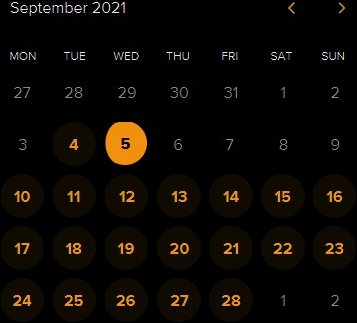 September 2021
MON TUE WED THU FRI SAT SUN
27 28 29 30 31 1 2
3 4 5 6 7 8 9
10 11 12 13 14 15 16
17 18 19 20 21 22 23
24 25 26 27 28 1 2